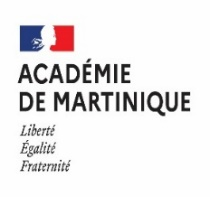 ACADÉMIE
DE MARTINIQUE
Liberté
Égalité
Fraternité